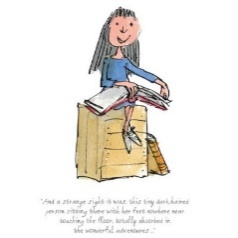 "And a strange sight it was, this tiny dark-haired
person sitting there with her feet nowhere near
touching the floor, totally absorbed in
the wonderful adventures..."